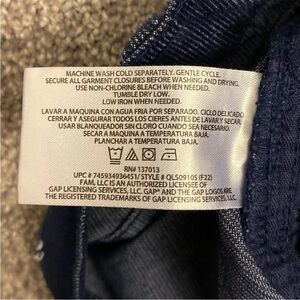 MACHINE WASH COLD SEPARATELY. GENTLE CYCLE.
SECURE ALL GARMENT CLOSURES BEFORE WASHING AND DRYING.
USE NON-CHLORINE BLEACH WHEN NEEDED.
TUMBLE DRY LOW.
LOW IRON WHEN NEEDED.
LAVAR A MAQUINA CON AGUA FRIA POR SEPARADO. CICLO DELICADO.
CERRAR Y ASEGURAR TODOS LOS CIERRES ANTES DE LAVAR Y SECAR.
USAR BLANQUEADOR SIN CLORO CUANDO SEA NECESARIO.
SECAR A MAQUINA A TEMPERATURA BAJA.
PLANCHAR A TEMPERATURA BAJA.
RN# 137013
UPC # 745934936451/ STYLE # QLS0910S (F22)
FAM, LLC IS AN AUTHORIZED LICENSEE OF
GAP LICENSING SERVICES, LLC. GAP® AND THE GAP LOGOS ARE
THE REGISTERED TRADEMARKS OF GAP LICENSING SERVICES, LLC.